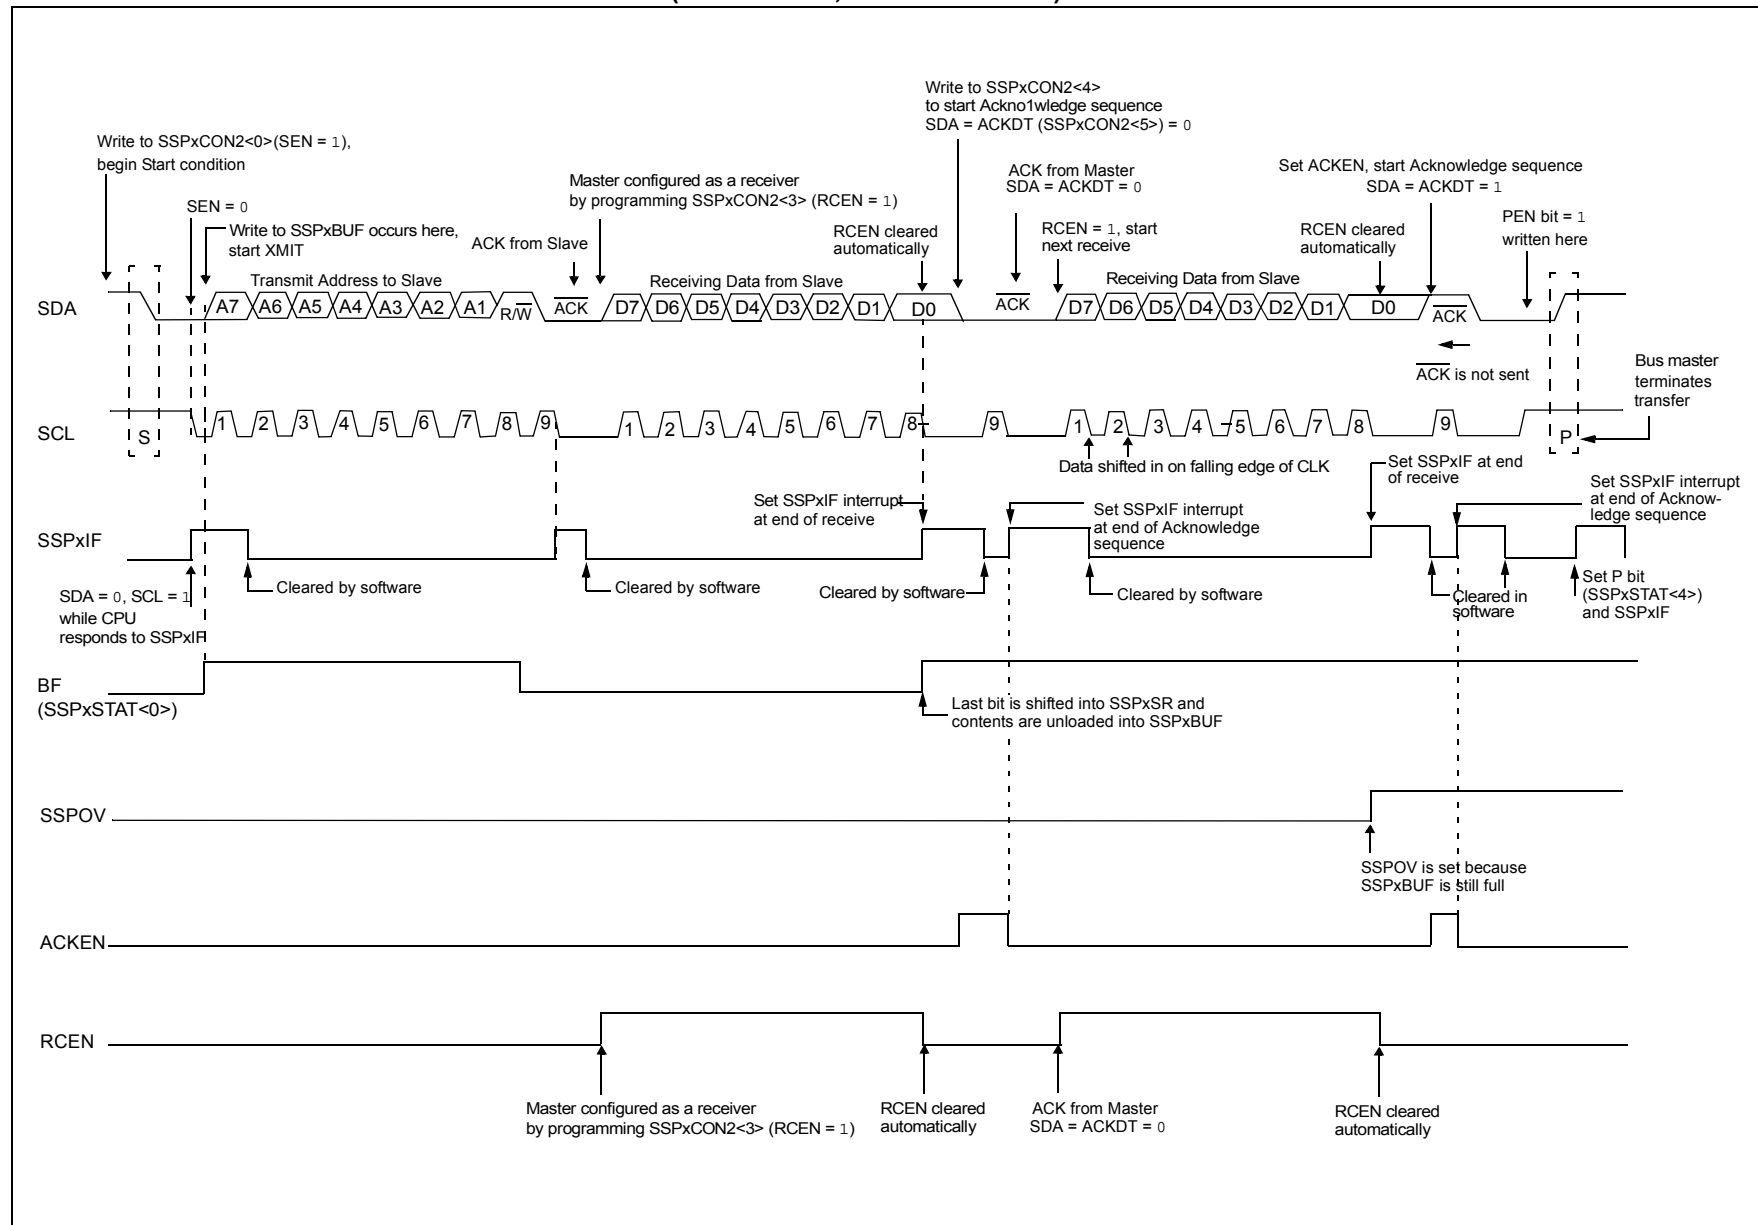 Write to SSPxCON2<4>
to start Ackno1wledge sequence
SDA = ACKDT (SSPxCON2<5>) = 0
Write to SSPxCON2<0>(SEN = 1),
begin Start condition
Master configured as a receiver
by programming SSPxCON2<3> (RCEN = 1)
ACK from Master
SDA = ACKDT = 0
Set ACKEN, start Acknowledge sequence
SDA = ACKDT = 1
SEN = 0
Write to SSPxBUF occurs here,
start XMIT
ACK from Slave
RCEN cleared
automatically
RCEN = 1, start
next receive
RCEN cleared
automatically
PEN bit = 1
written here
Transmit Address to Slave
Receiving Data from Slave
Receiving Data from Slave
SDA
A7 A6 A5 A4 A3 A2 A1 R/W ACK D7 D6 D5 D4 D3 D2 D1 D0 ACK D7 D6 D5 D4 D3 D2 D1 D0 ACK
ACK is not sent
Bus master
terminates
transfer
SCL
S 1 2 3 4 5 6 7 8 9 1 2 3 4 5 6 7 8 9 1 2 3 4 5 6 7 8 9 P
Data shifted in on falling edge of CLK
Set SSPxIF at end
of receive
Set SSPxIF interrupt
at end of receive
Set SSPxIF interrupt
at end of Acknowledge
sequence
Set SSPxIF interrupt
at end of Acknow-
ledge sequence
SSPxIF
SDA = 0, SCL = 1
while CPU
responds to SSPxIF
Cleared by software
Cleared by software
Cleared by software
Cleared by software
Cleared in
software
Set P bit
(SSPxSTAT<4>)
and SSPxIF
BF
(SSPxSTAT<0>)
Last bit is shifted into SSPxSR and
contents are unloaded into SSPxBUF
SSPOV
SSPOV is set because
SSPxBUF is still full
ACKEN
RCEN
Master configured as a receiver
by programming SSPxCON2<3> (RCEN = 1)
RCEN cleared
automatically
ACK from Master
SDA = ACKDT = 0
RCEN cleared
automatically